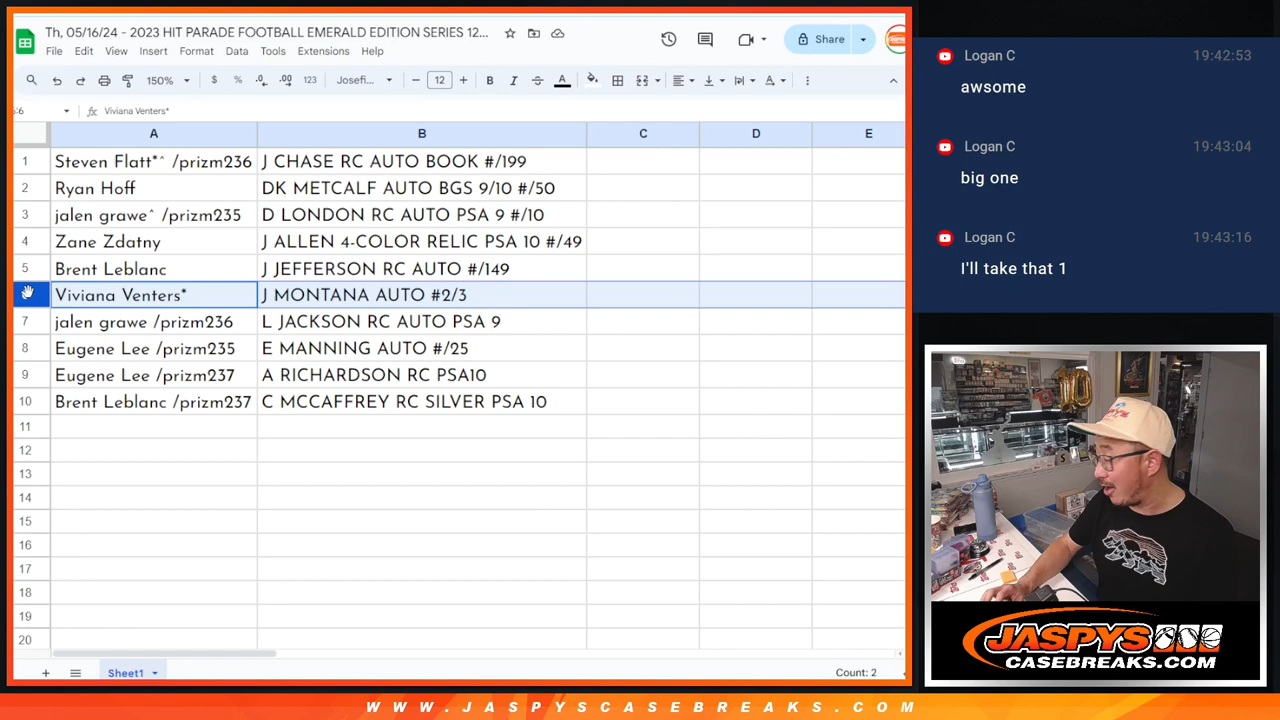 Th, 05/16/24 - 2023 HIT PARADE FOOTBALL EMERALD EDITION SERIES 12...
File Edit View Insert Format Data Tools Extensions Help
Share
150% $ % .0 .00 123 Josefi... − 12 + B I A
Viviana Venters*
A B C D E
1 Steven Flatt*^ /prizm236 J CHASE RC AUTO BOOK #/199
2 Ryan Hoff DK METCALF AUTO BGS 9/10 #/50
3 jalen grawe^ /prizm235 D LONDON RC AUTO PSA 9 #/10
4 Zane Zdatny J ALLEN 4-COLOR RELIC PSA 10 #/49
5 Brent Leblanc J JEFFERSON RC AUTO #/149
Viviana Venters* J MONTANA AUTO #2/3
7 jalen grawe /prizm236 L JACKSON RC AUTO PSA 9
8 Eugene Lee /prizm235 E MANNING AUTO #/25
9 Eugene Lee /prizm237 A RICHARDSON RC PSA10
10 Brent Leblanc /prizm237 C MCCAFFREY RC SILVER PSA 10
11
12
13
14
15
16
17
18
19
20
Sheet1
Count: 2
Logan C 19:42:53
awsome
Logan C 19:43:04
big one
Logan C 19:43:16
I'll take that 1
10
JASPYS
CASEBREAKS.COM
WWW.JASPYSCASEBREAKS.COM